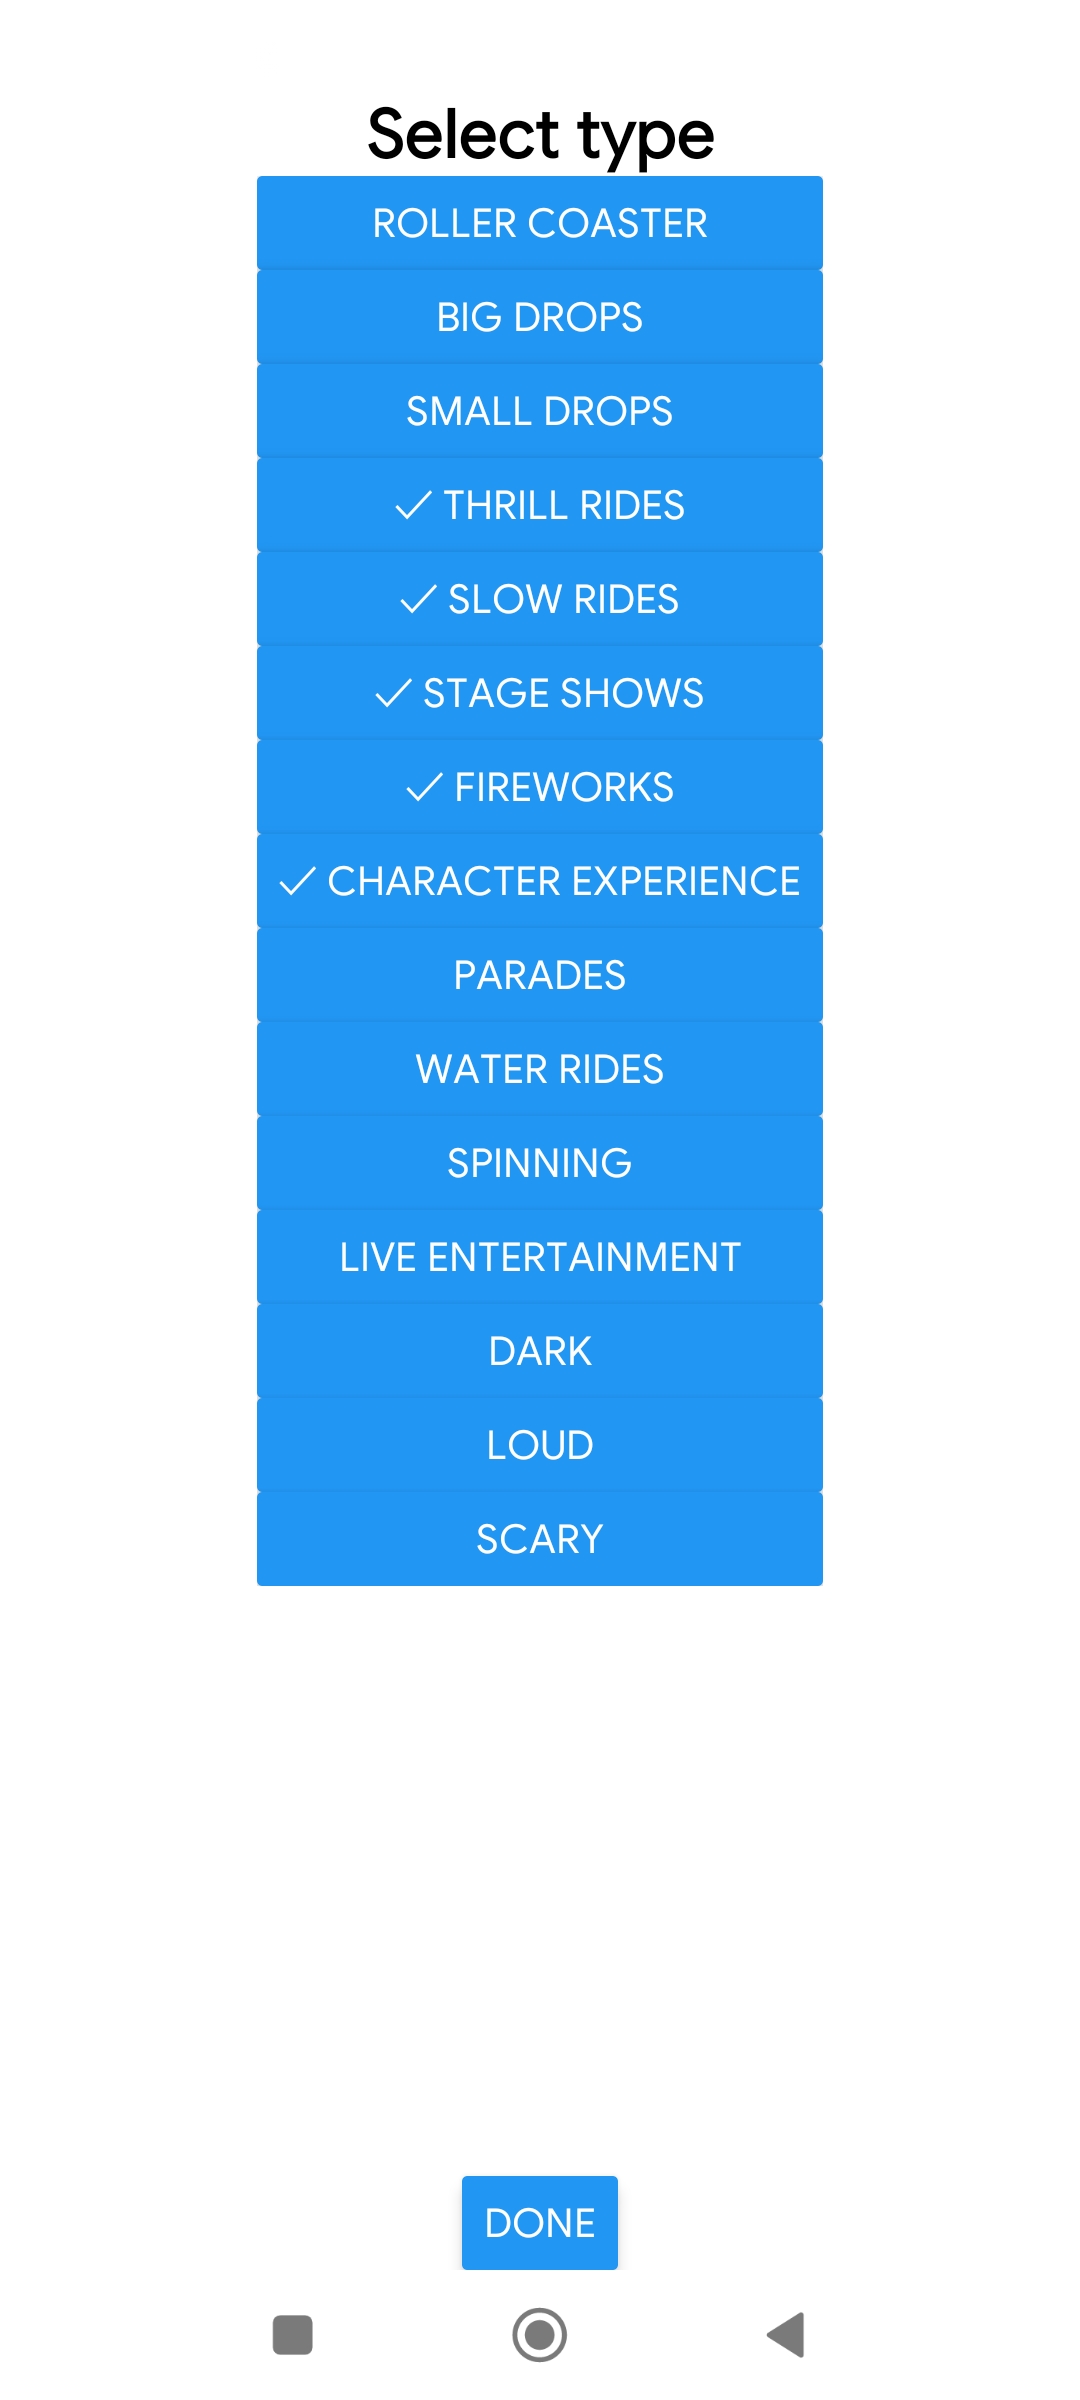 Select type
ROLLER COASTER
BIG DROPS
SMALL DROPS
✓ THRILL RIDES
✓ SLOW RIDES
✓ STAGE SHOWS
✓ FIREWORKS
✓ CHARACTER EXPERIENCE
PARADES
WATER RIDES
SPINNING
LIVE ENTERTAINMENT
DARK
LOUD
SCARY
DONE